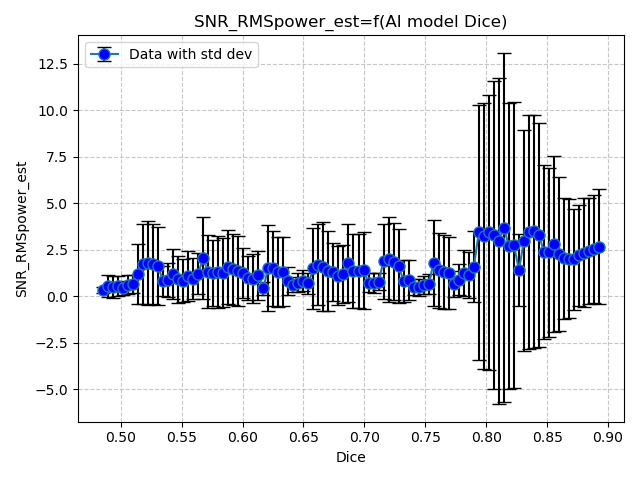 SNR_RMSpower_est=f(AI model Dice)
Data with std dev
SNR_RMSpower_est
12.5
10.0
7.5
5.0
2.5
0.0
−2.5
−5.0
0.50 0.55 0.60 0.65 0.70 0.75 0.80 0.85 0.90
Dice